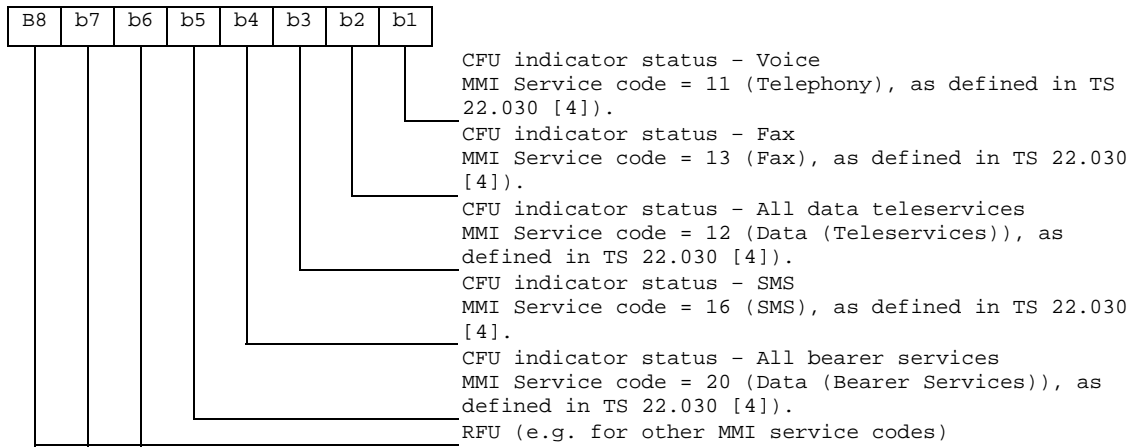 B8 b7 b6 b5 b4 b3 b2 b1
CFU indicator status – Voice
MMI Service code = 11 (Telephony), as defined in TS
22.030 [4]).
CFU indicator status – Fax
MMI Service code = 13 (Fax), as defined in TS 22.030
[4]).
CFU indicator status – All data teleservices
MMI Service code = 12 (Data (Teleservices)), as
defined in TS 22.030 [4]).
CFU indicator status – SMS
MMI Service code = 16 (SMS), as defined in TS 22.030
[4].
CFU indicator status – All bearer services
MMI Service code = 20 (Data (Bearer Services)), as
defined in TS 22.030 [4]).
RFU (e.g. for other MMI service codes)